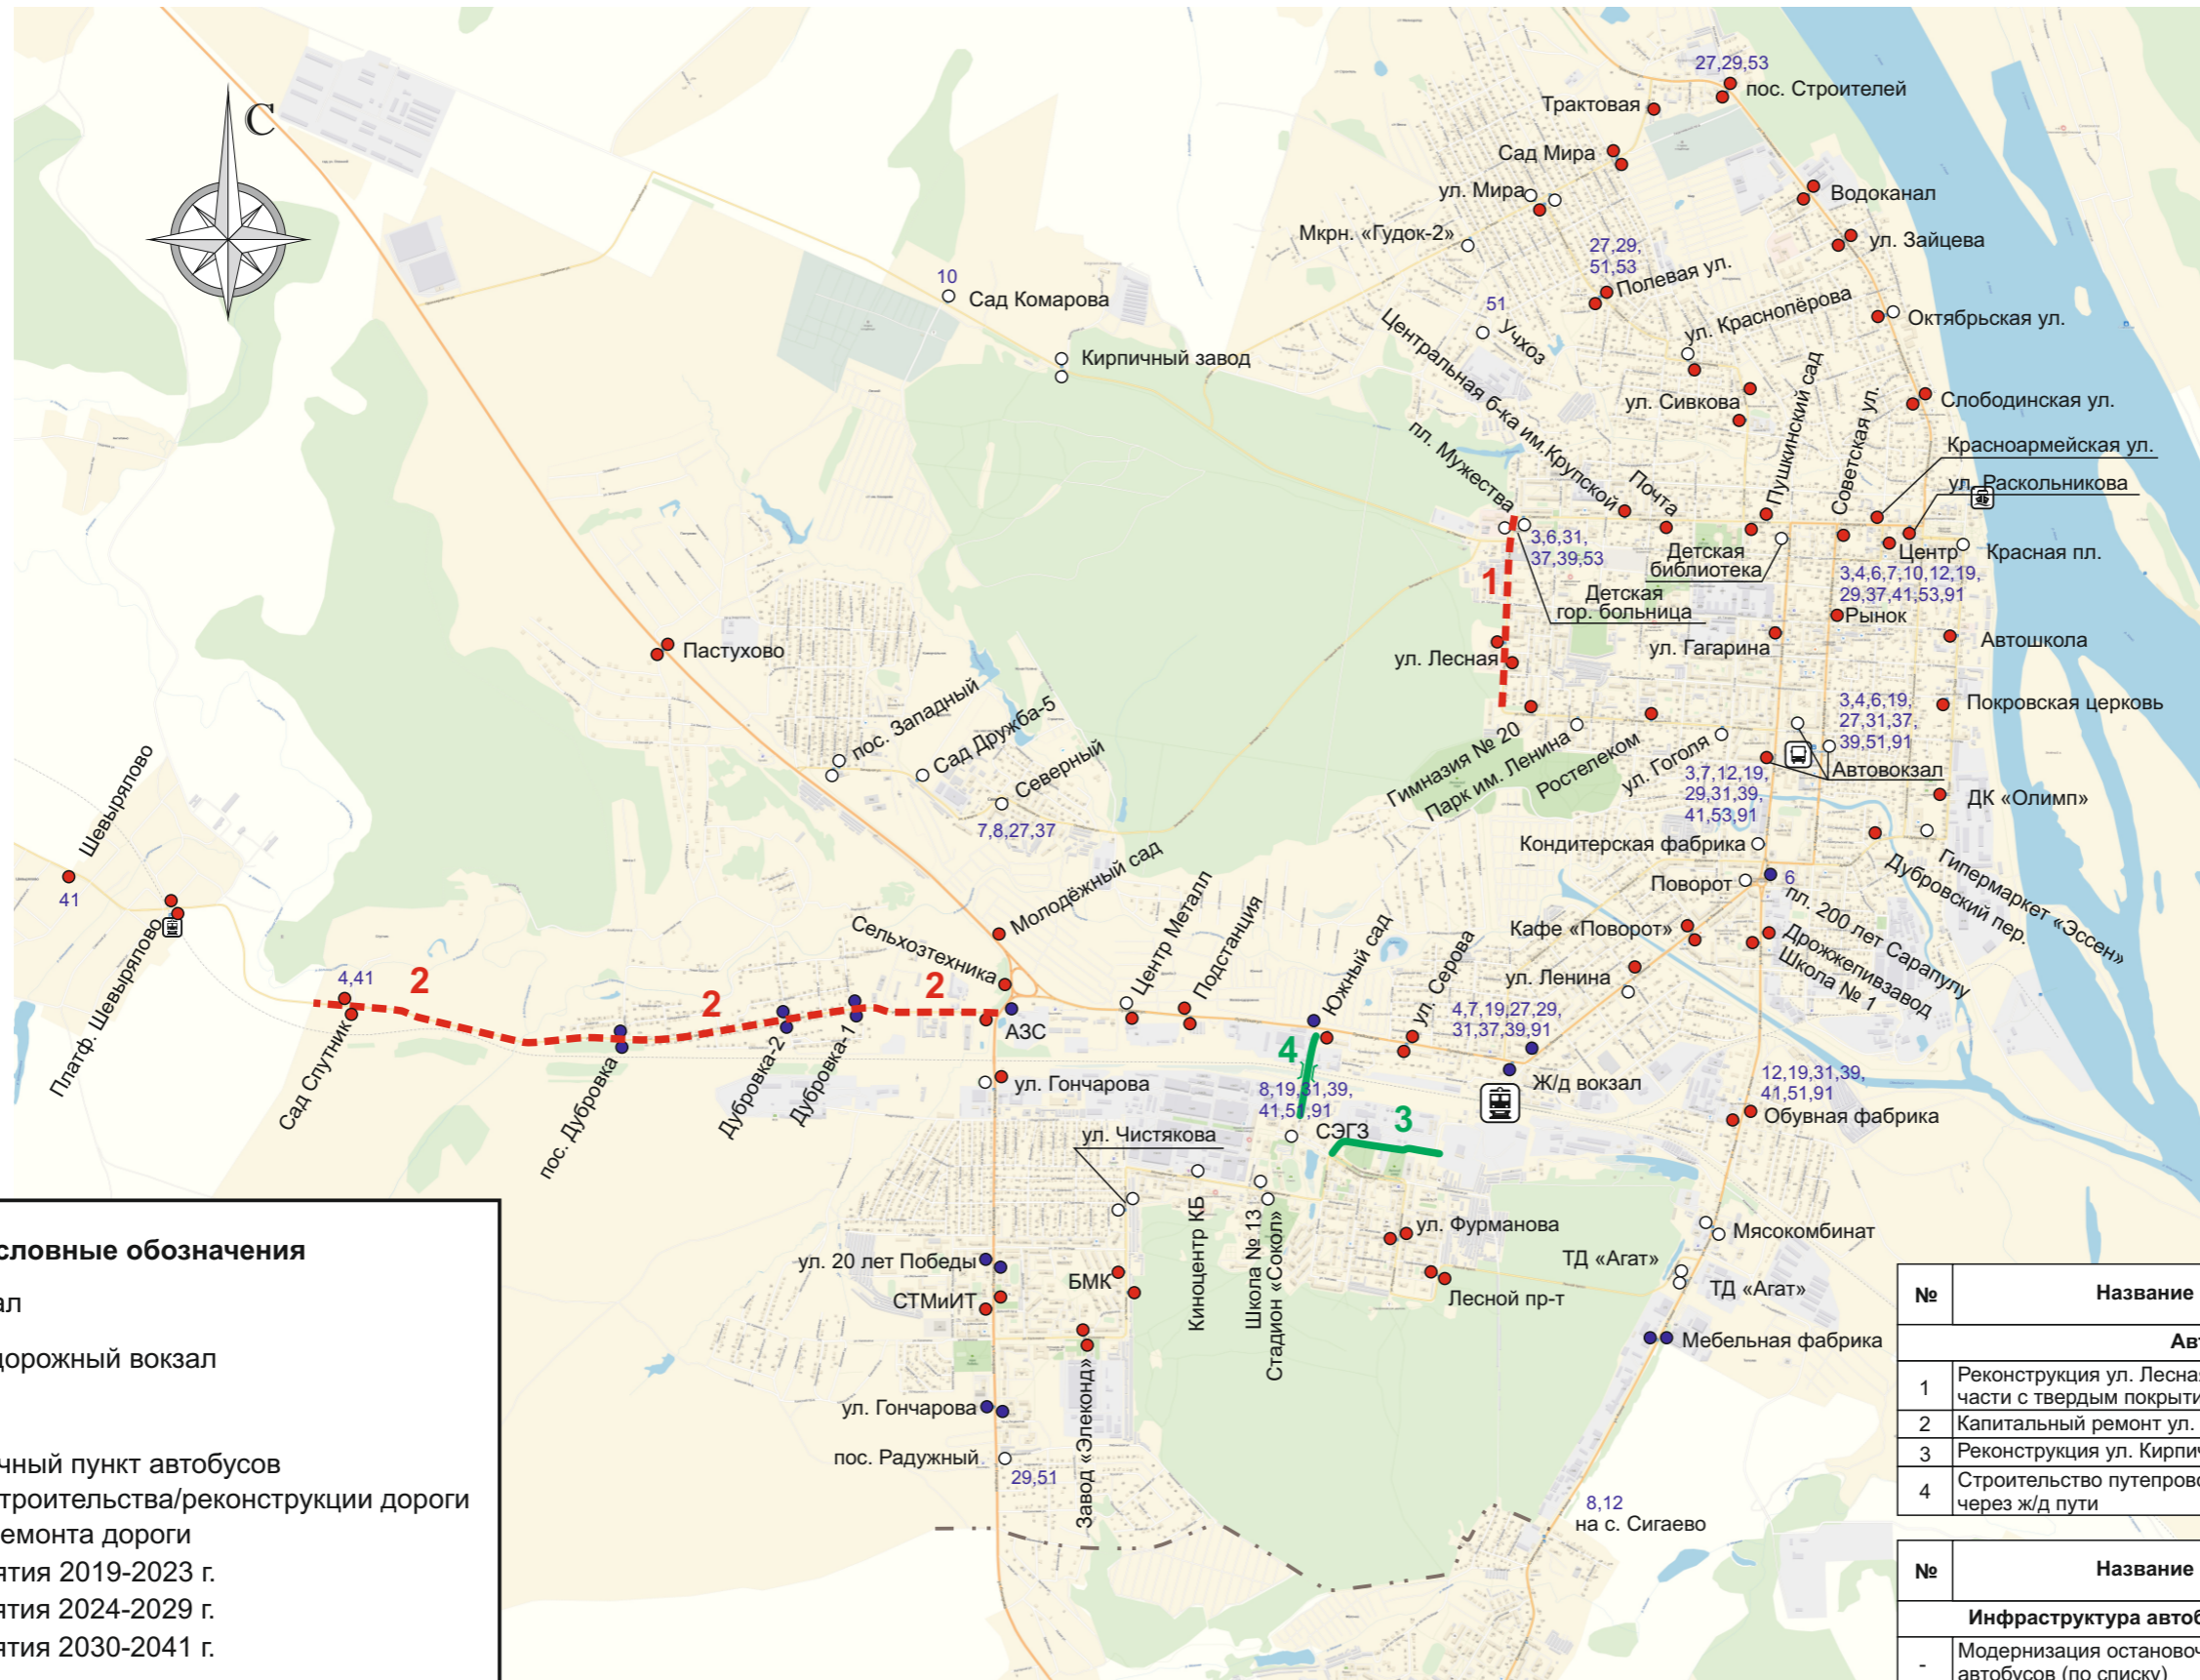 С
27,29,53
пос. Строителей
Трактовая
Сад Мира
ул. Мира
Водоканал
Мкрн. «Гудок-2»
ул. Зайцева
27,29,
51,53
Полевая ул.
10
Сад Комарова
51
Учхоз
ул. Краснопёрова
Октябрьская ул.
Кирпичный завод
Центральная б-ка им.Крупской
ул. Сивкова
Пушкинский сад
Советская ул.
Слободинская ул.
пл. Мужества
Красноармейская ул.
Почта
ул. Раскольникова
3,6,31,
37,39,53
Детская
библиотека
Центр
Красная пл.
1
3,4,6,7,10,12,19,
29,37,41,53,91
Детская
гор. больница
Рынок
Пастухово
ул. Лесная
ул. Гагарина
Автошкола
пос. Западный
Сад Дружба-5
Северный
7,8,27,37
3,4,6,19,
27,31,37,
39,51,91
Покровская церковь
Гимназия № 20
Парк им. Ленина
Ростелеком
ул. Гоголя
Автовокзал
3,7,12,19,
29,31,39,
41,53,91
ДК «Олимп»
Шевыряпово
41
Платф. Шевыряпово
Кондитерская фабрика
Гипермаркет «Эссен»
Дубровский пер.
Поворот
6
пл. 200 лет Сарапулу
Молодёжный сад
Сельхозтехника
Центр Металл
Подстанция
Южный сад
ул. Серова
Кафе «Поворот»
Дрожжепивзавод
Школа № 1
ул. Ленина
4,41
2
2
2
Сад Спутник
пос. Дубровка
Дубровка-2
Дубровка-1
АЗС
4,7,19,27,29,
31,37,39,91
Ж/д вокзал
4
ул. Гончарова
8,19,31,39,
41,51,91
12,19,31,39,
41,51,91
Обувная фабрика
СЭГЗ
3
ул. Чистякова
Киноцентр КБ
Школа № 13
Стадион «Сокол»
ул. Фурманова
Мясокомбинат
ТД «Агат»
ТД «Агат»
ул. 20 лет Победы
БМК
СТМиИТ
Лесной пр-т
Мебельная фабрика
Завод «Элеконд»
ул. Гончарова
пос. Радужный
29,51
8,12
на с. Сигаево
словные обозначения
ал
дорожный вокзал
чный пункт автобусов
троительства/реконструкции дороги
емонта дороги
ятия 2019-2023 г.
ятия 2024-2029 г.
ятия 2030-2041 г.
№ Название
Авт
1 Реконструкция ул. Лесная
части с твердым покрыти
2 Капитальный ремонт ул.
3 Реконструкция ул. Кирпич
4 Строительство путепрово
через ж/д пути
№ Название
Инфраструктура автоб
- Модернизация остановоч
автобусов (по списку)